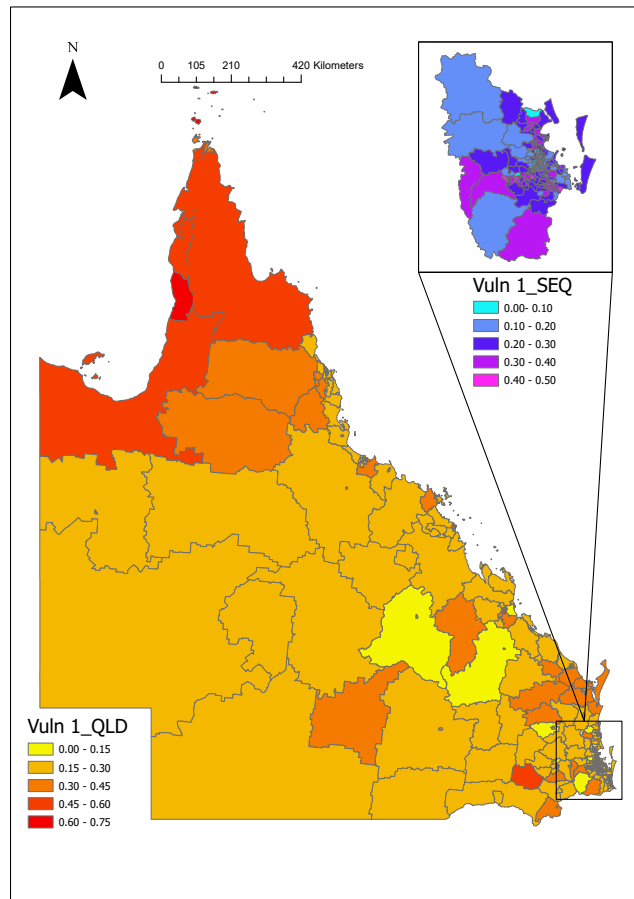 N
0 105 210 420 Kilometers
Vuln 1_SEQ
0.00- 0.10
0.10 - 0.20
0.20 - 0.30
0.30 - 0.40
0.40 - 0.50
Vuln 1_QLD
0.00 - 0.15
0.15 - 0.30
0.30 - 0.45
0.45 - 0.60
0.60 - 0.75